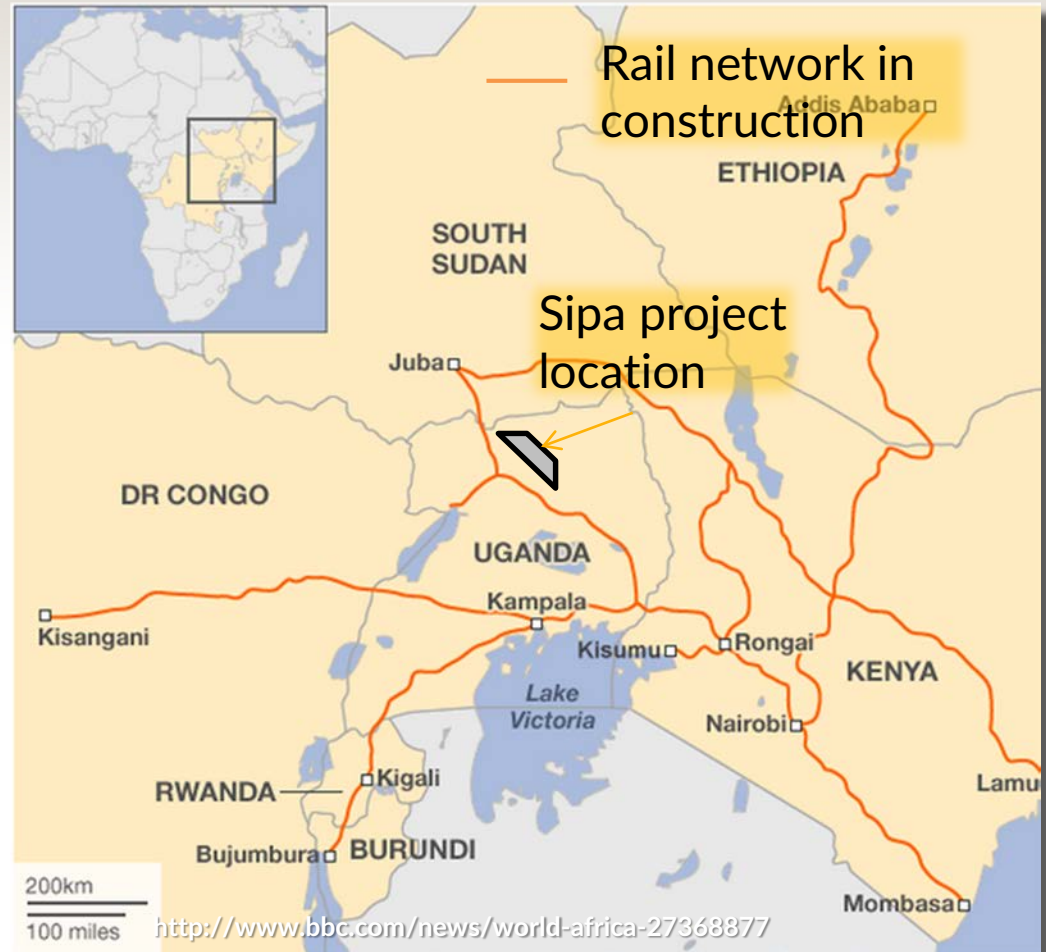 Rail network in
construction
Addis Ababa
ETHIOPIA
SOUTH
SUDAN
Sipa project
location
Juba
DR CONGO
UGANDA
Kampala
Kisangani
Kisumu
Rongai
KENYA
Lake
Victoria
Nairobi
RWANDA
Kigali
Lamu
Bujumbura
BURUNDI
200km
100 miles
Mombasa
http://www.bbc.com/news/world-africa-27368877